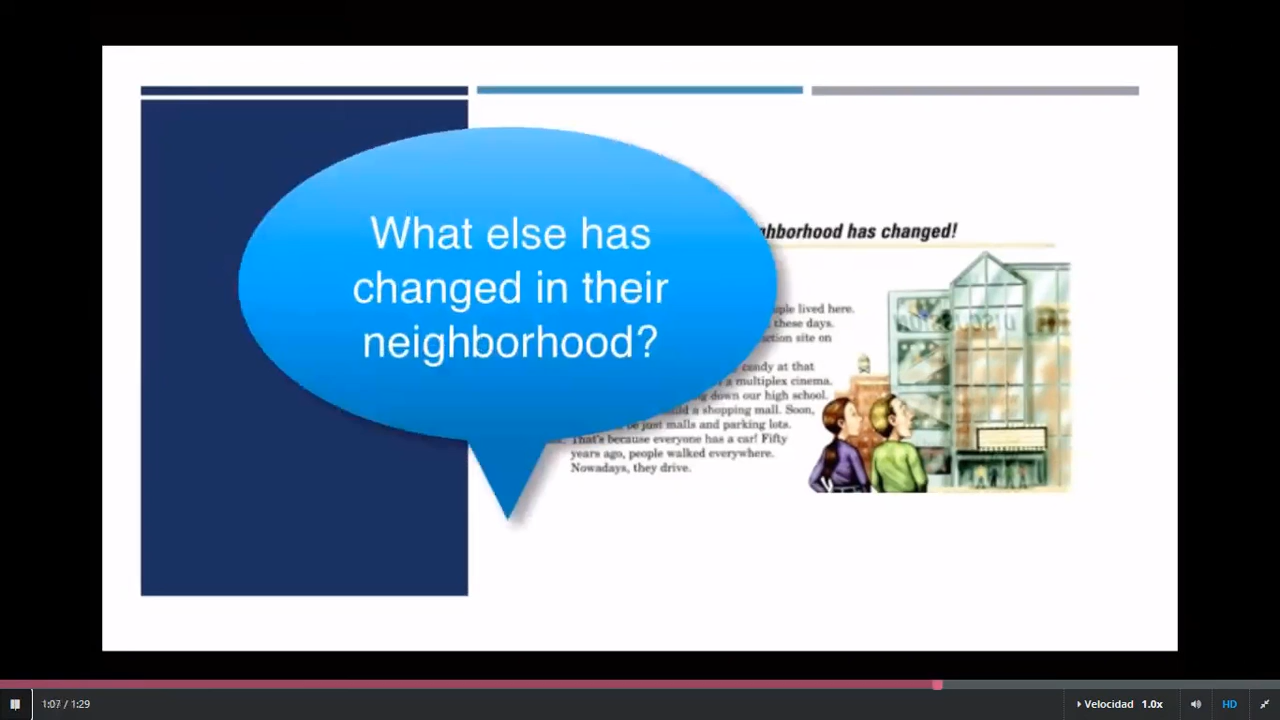 What else has
changed in their
neighborhood?
ghborhood has changed!
ple lived here.
these days.
ction site on
candy at that
a multiplex cinema.
g down our high school.
ld a shopping mall. Soon,
be just malls and parking lots.
That's because everyone has a car! Fifty
years ago, people walked everywhere.
Nowadays, they drive.
1:07 / 1:29
Velocidad 1.0x
HD